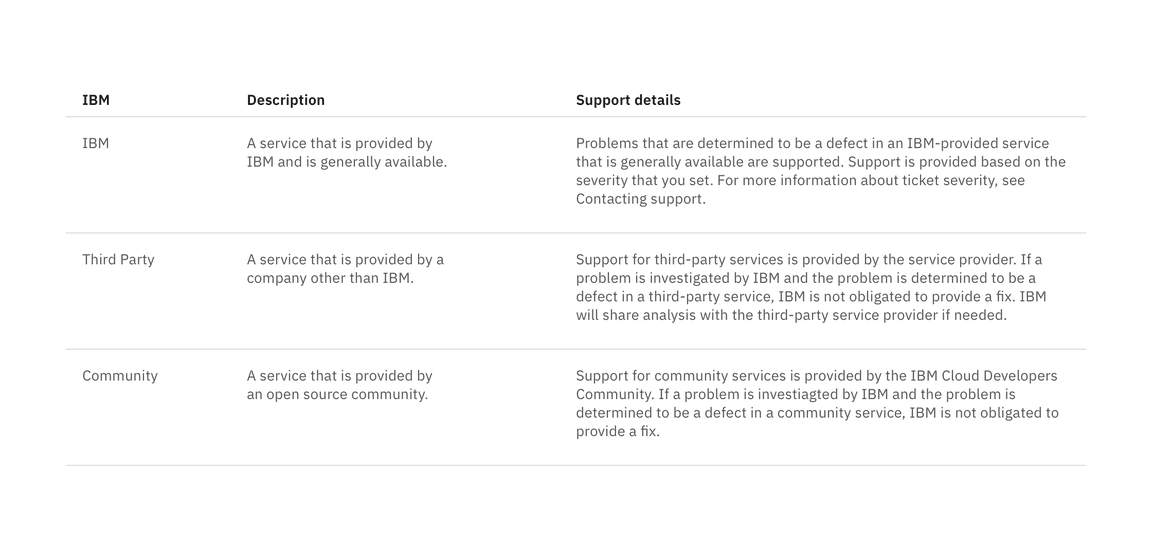 IBM Description Support details
IBM A service that is provided by Problems that are determined to be a defect in an IBM-provided service
IBM and is generally available. that is generally available are supported. Support is provided based on the
severity that you set. For more information about ticket severity, see
Contacting support.
Third Party A service that is provided by a Support for third-party services is provided by the service provider. If a
company other than IBM. problem is investigated by IBM and the problem is determined to be a
defect in a third-party service, IBM is not obligated to provide a fix. IBM
will share analysis with the third-party service provider if needed.
Community A service that is provided by Support for community services is provided by the IBM Cloud Developers
an open source community. Community. If a problem is investiagted by IBM and the problem is
determined to be a defect in a community service, IBM is not obligated to
provide a fix.